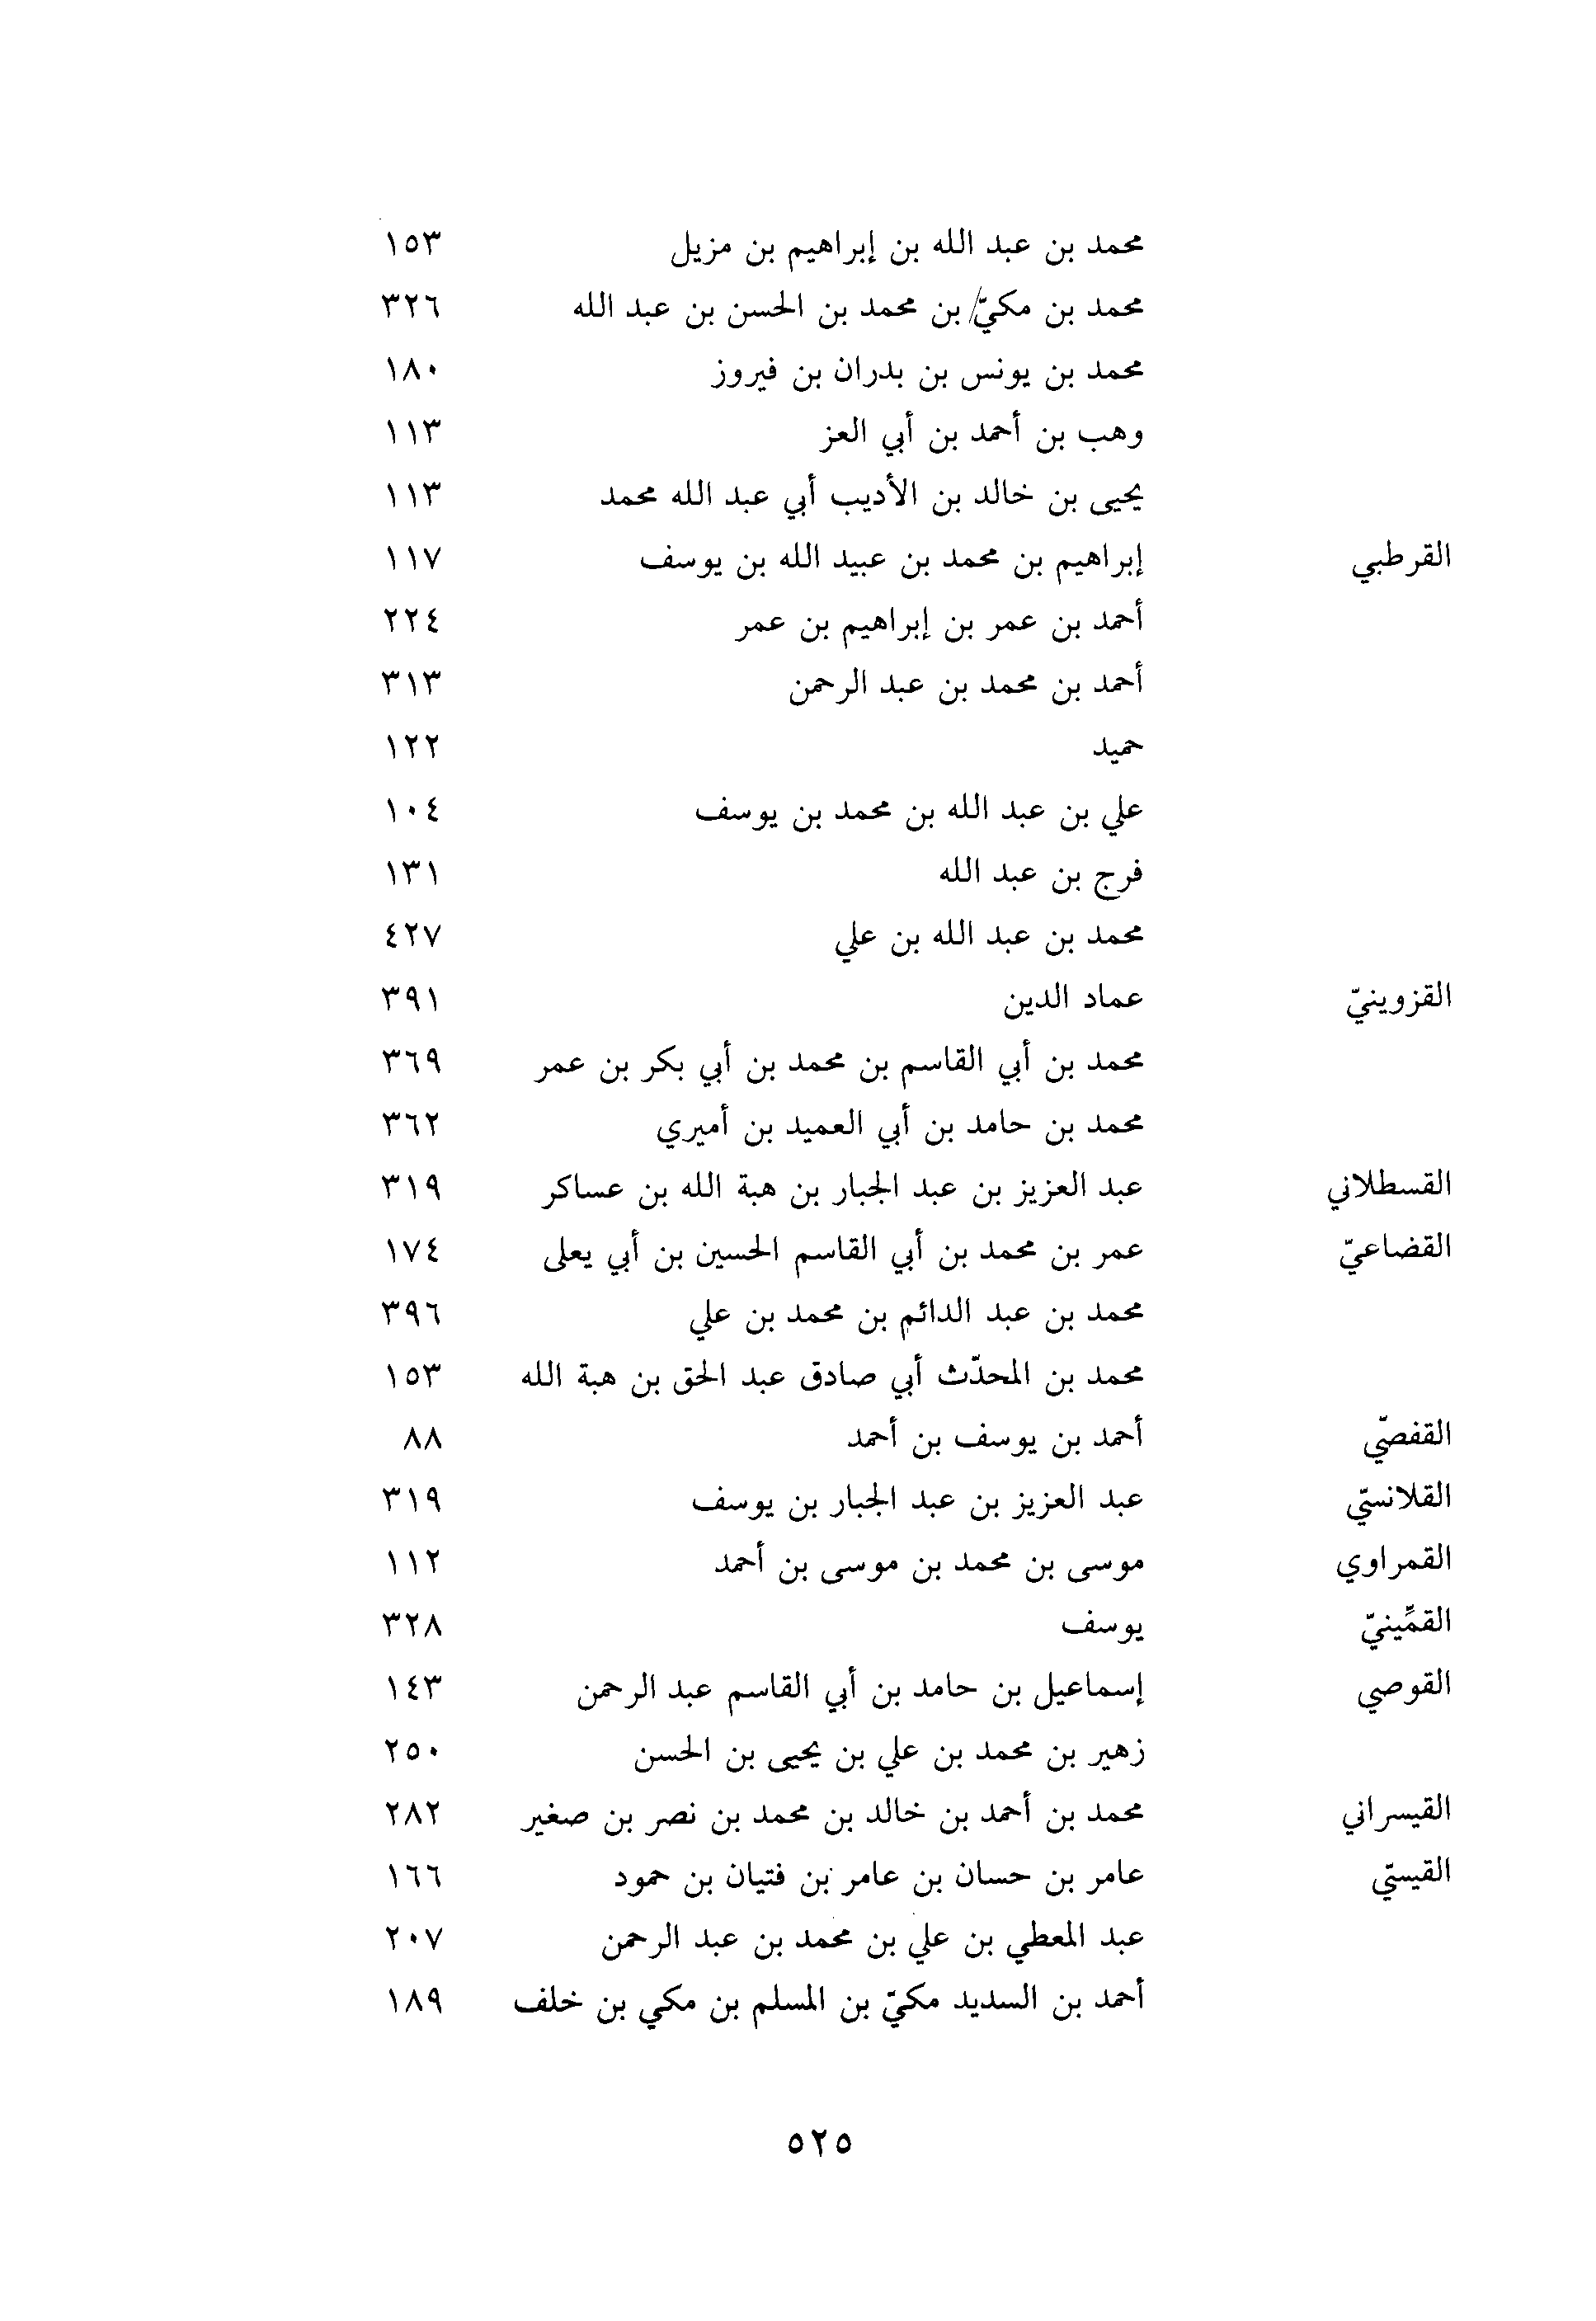 محمد بن عبد الله بن إبراهيم بن مزيل ١٥٣
محمد بن مكيّ/ بن محمد بن الحسن بن عبد الله ٣٢٦
محمد بن يونس بن بدران بن فيروز ١٨٠
وهب بن أحمد بن أبي العز ١١٣
يحيى بن خالد بن الأديب أبي عبد الله محمد ١١٣
القرطبي إبراهيم بن محمد بن عبيد الله بن يوسف ١١٧
أحمد بن عمر بن إبراهيم بن عمر ٢٢٤
أحمد بن محمد بن عبد الرحمن ٣١٣
حميد ١٢٢
علي بن عبد الله بن محمد بن يوسف ١٠٤
فرج بن عبد الله ١٣١
محمد بن عبد الله بن علي ٤٢٧
القزوينيّ عماد الدين ٣٩١
محمد بن أبي القاسم بن محمد بن أبي بكر بن عمر ٣٦٩
محمد بن حامد بن أبي العميد بن أميري ٣٦٢
القسطلاني عبد العزيز بن عبد الجبار بن هبة الله بن عساكر ٣١٩
القضاعيّ عمر بن محمد بن أبي القاسم الحسين بن أبي يعلى ١٧٤
محمد بن عبد الدائم بن محمد بن علي ٣٩٦
محمد بن المحدّث أبي صادق عبد الحق بن هبة الله ١٥٣
القفصّي أحمد بن يوسف بن أحمد ٨٨
القلانسيّ عبد العزيز بن عبد الجبار بن يوسف ٣١٩
القمراوي موسى بن محمد بن موسى بن أحمد ١١٢
القمِّينيّ يوسف ٣٢٨
القوصي إسماعيل بن حامد بن أبي القاسم عبد الرحمن ١٤٣
زهير بن محمد بن علي بن يحيى بن الحسن ٢٥٠
القيسراني محمد بن أحمد بن خالد بن محمد بن نصر بن صغير ٢٨٢
القيسيّ عامر بن حسان بن عامر بن فتيان بن حمود ١٦٦
عبد المعطي بن علي بن محمد بن عبد الرحمن ٢٠٧
أحمد بن السديد مكيّ بن المسلم بن مكي بن خلف ١٨٩
٥٢٥